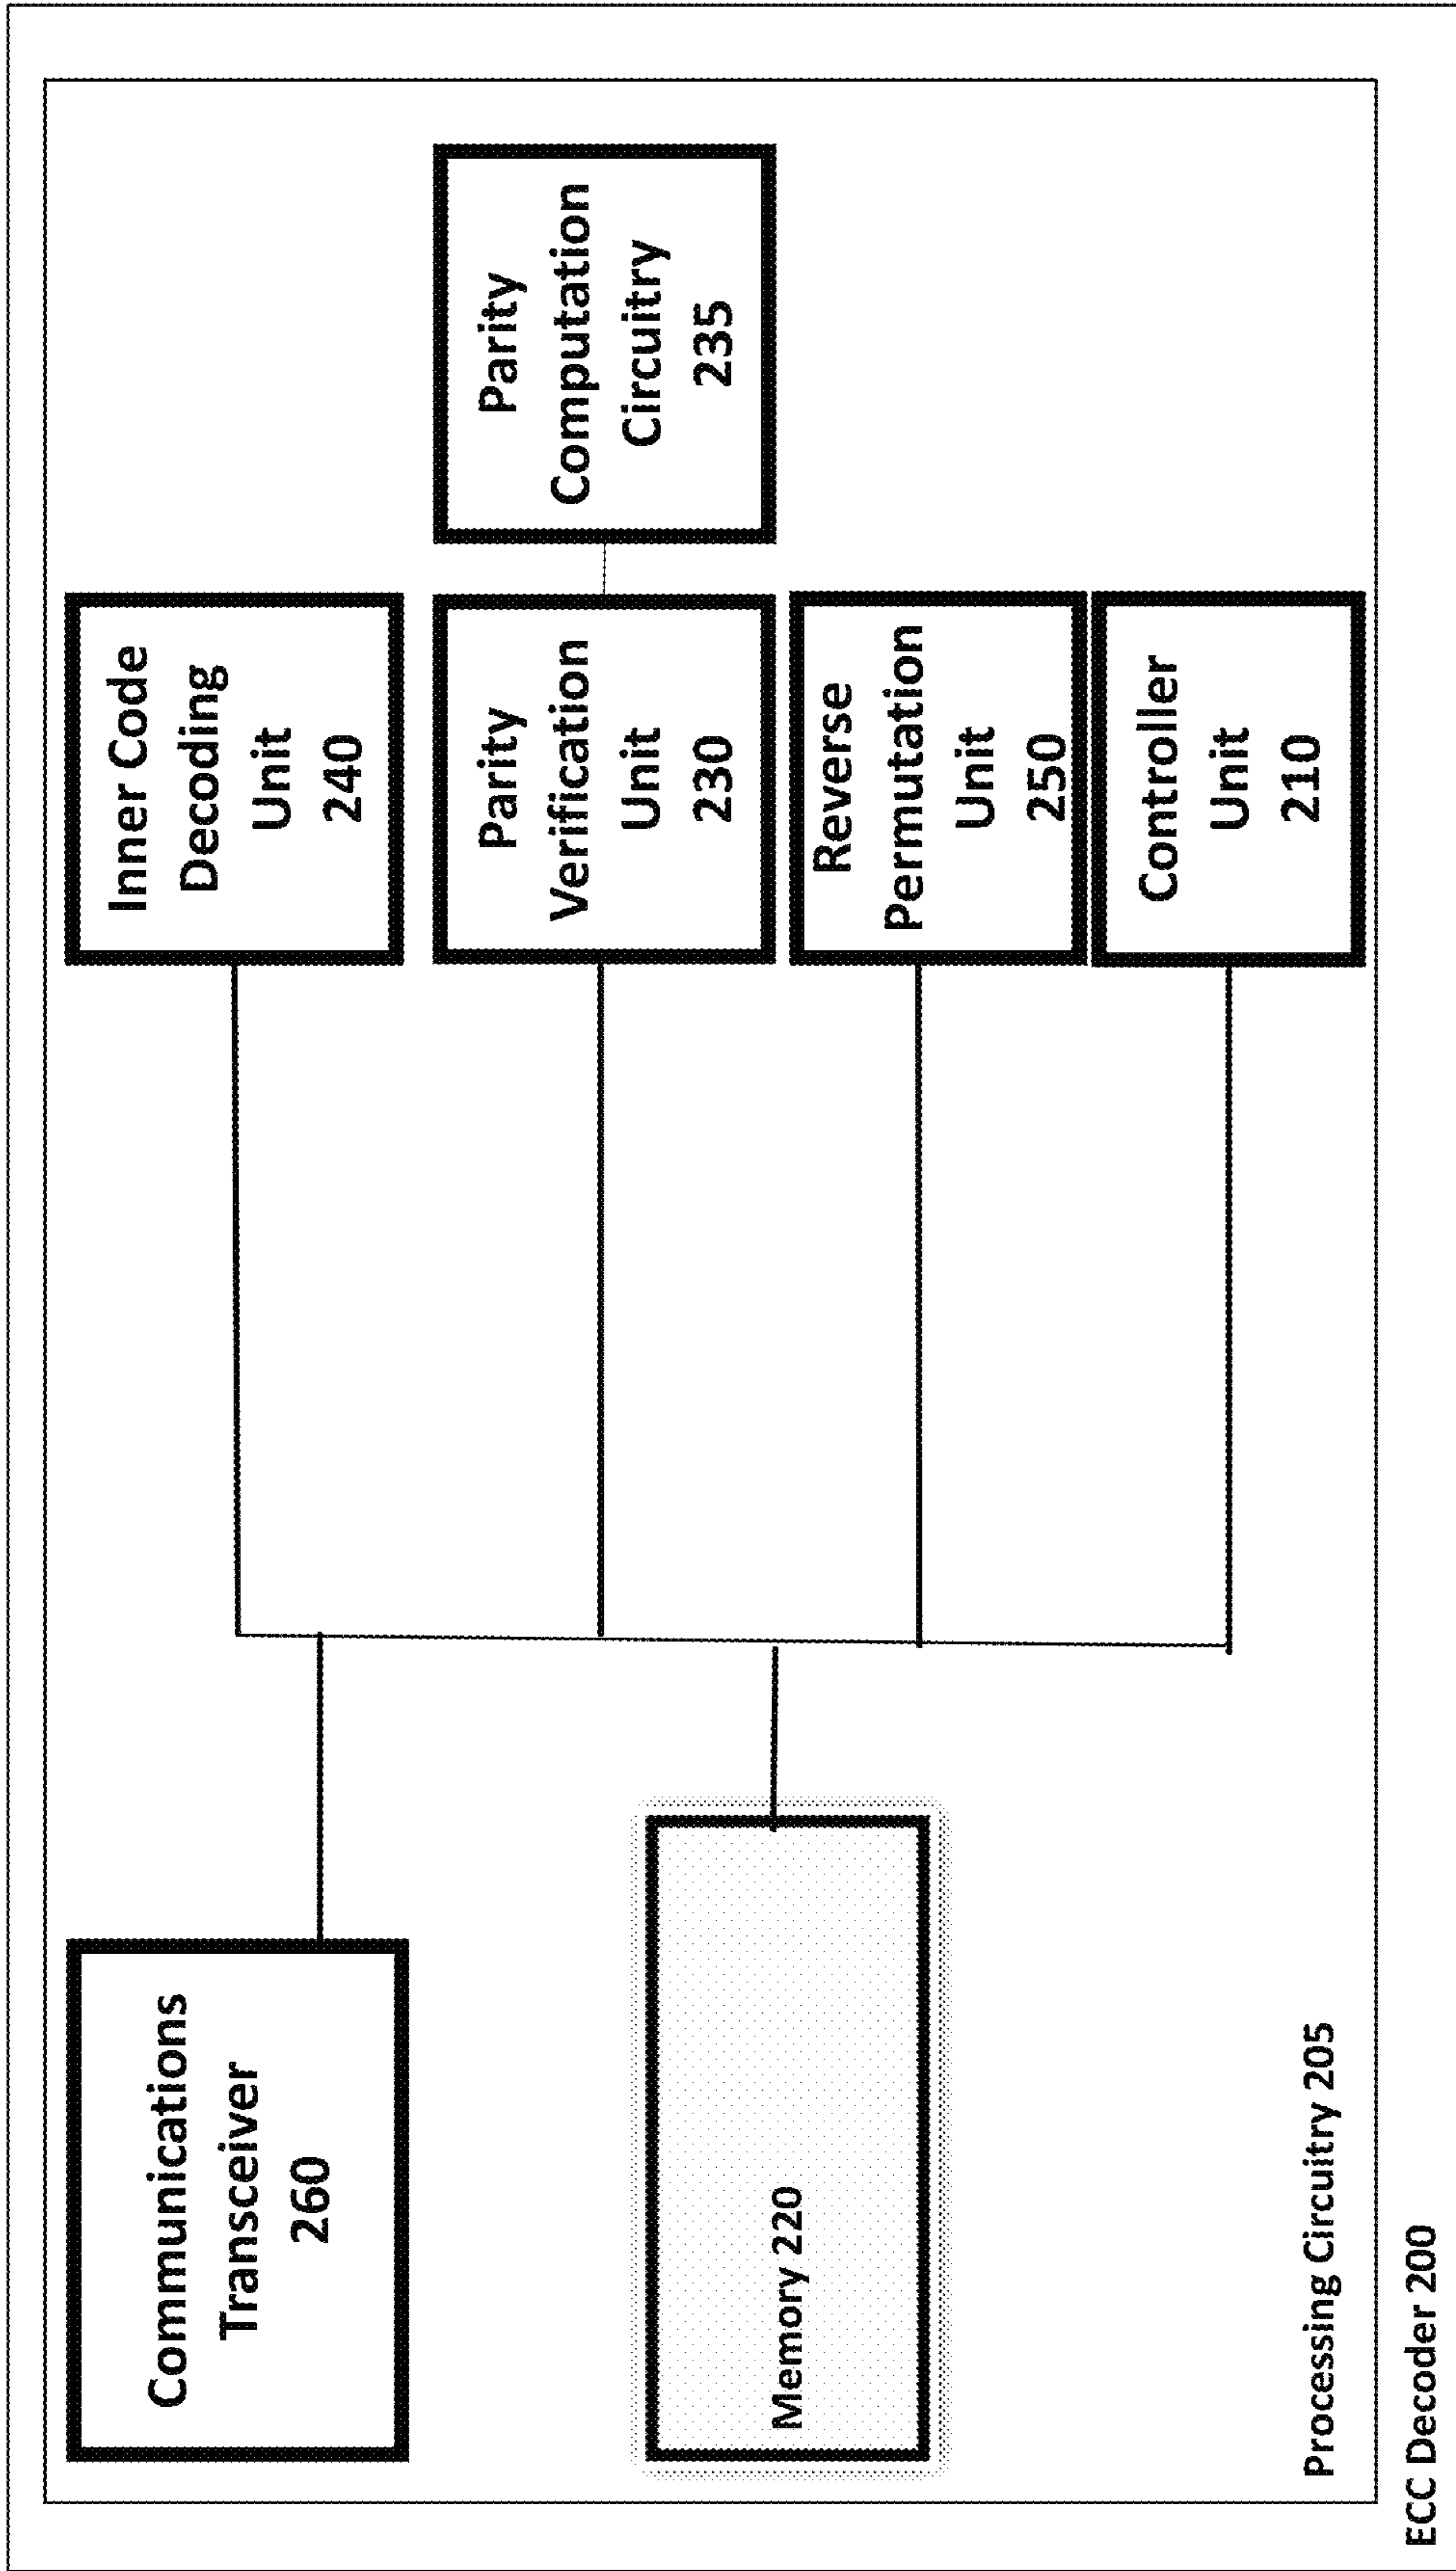 Communications
Transceiver
260
Memory 220
Inner Code
Decoding
Unit
240
Parity
Verification
Unit
230
Parity
Computation
Circuitry
235
Reverse
Permutation
Unit
250
Controller
Unit
210
Processing Circuitry 205
ECC Decoder 200